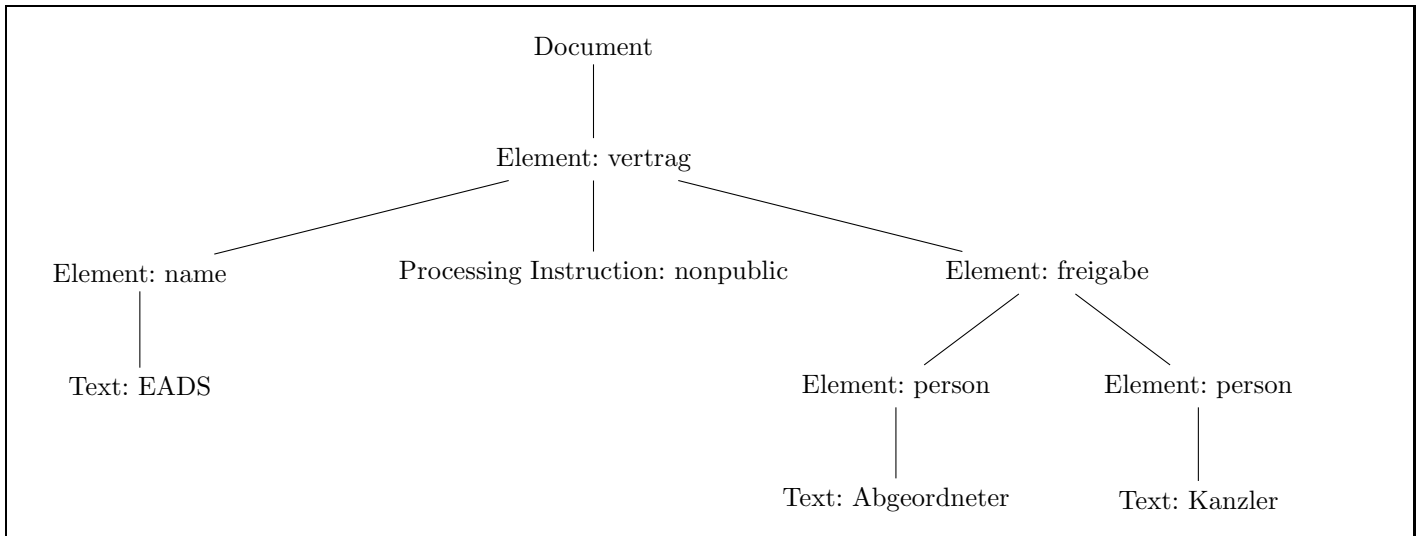 Document
Element: vertrag
Element: name
Processing Instruction: nonpublic
Element: freigabe
Text: EADS
Element: person
Element: person
Text: Abgeordneter
Text: Kanzler